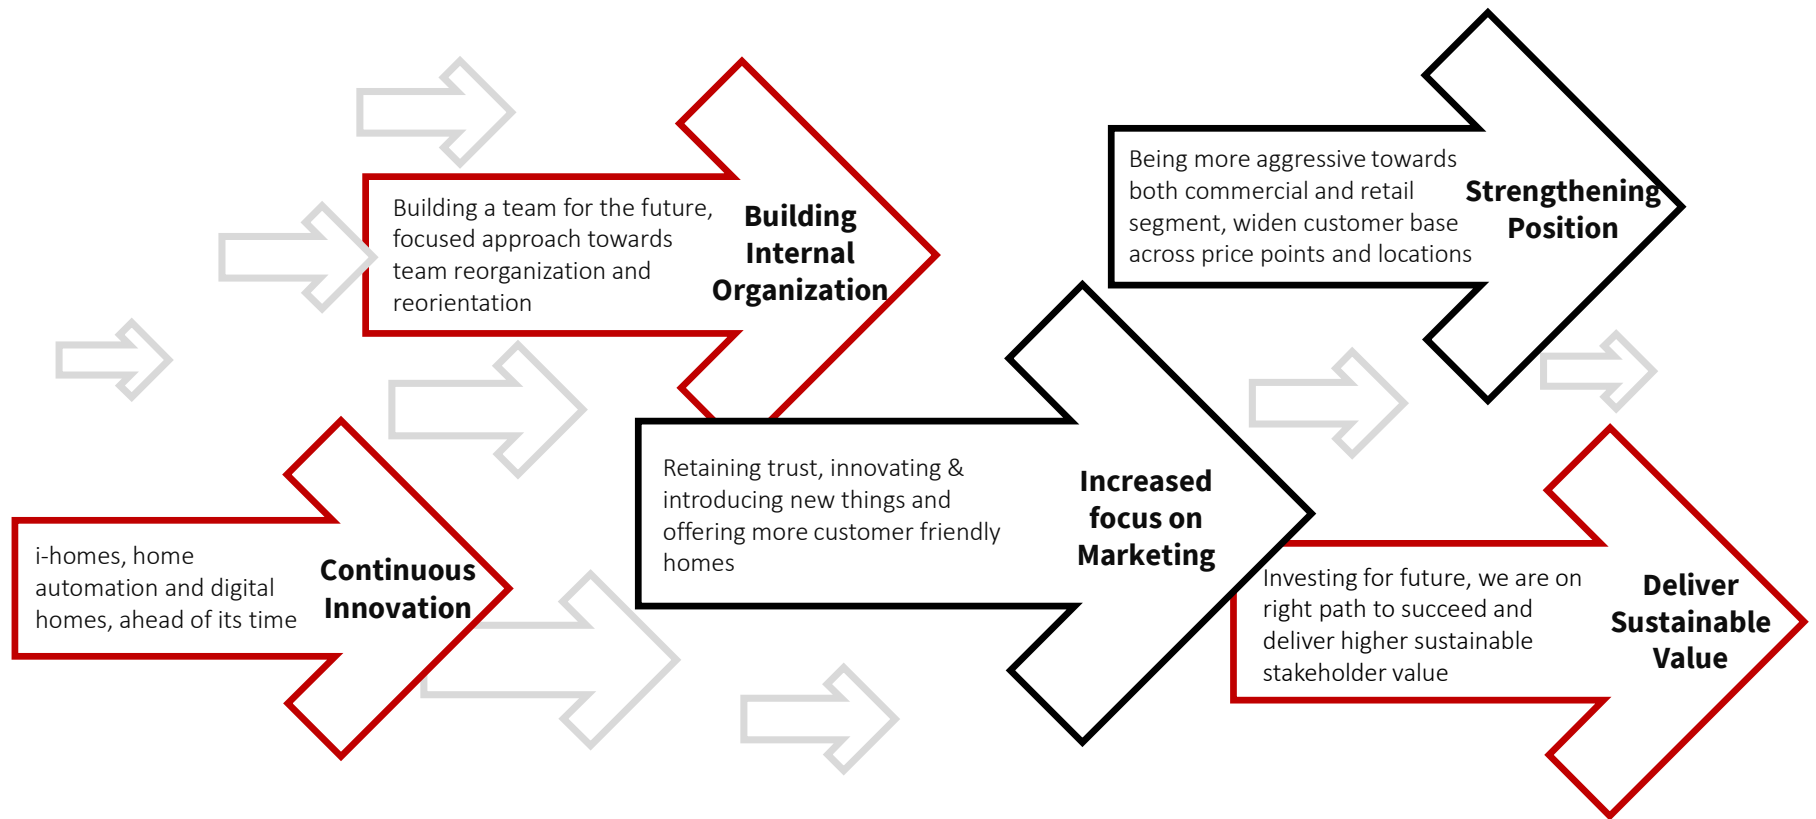 Building a team for the future,
focused approach towards
team reorganization and
reorientation
Building
Internal
Organization
Being more aggressive towards
both commercial and retail
segment, widen customer base
across price points and locations
Strengthening
Position
i-homes, home
automation and digital
homes, ahead of its time
Continuous
Innovation
Retaining trust, innovating &
introducing new things and
offering more customer friendly
homes
Increased
focus on
Marketing
Investing for future, we are on
right path to succeed and
deliver higher sustainable
stakeholder value
Deliver
Sustainable
Value